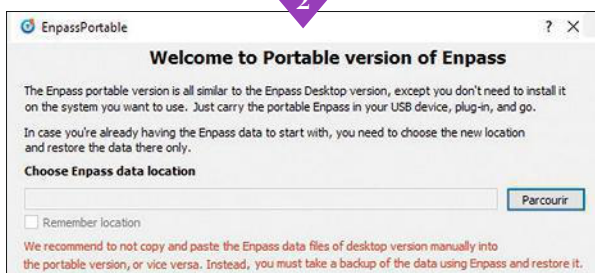 2
EnpassPortable
Welcome to Portable version of Enpass
The Enpass portable version is all similar to the Enpass Desktop version, except you don't need to install it
on the system you want to use. Just carry the portable Enpass in your USB device, plug-in, and go.
In case you're already having the Enpass data to start with, you need to choose the new location
and restore the data there only.
Choose Enpass data location
Parcourir
Remember location
We recommend to not copy and paste the Enpass data files of desktop version manually into
the portable version, or vice versa. Instead, you must take a backup of the data using Enpass and restore it.